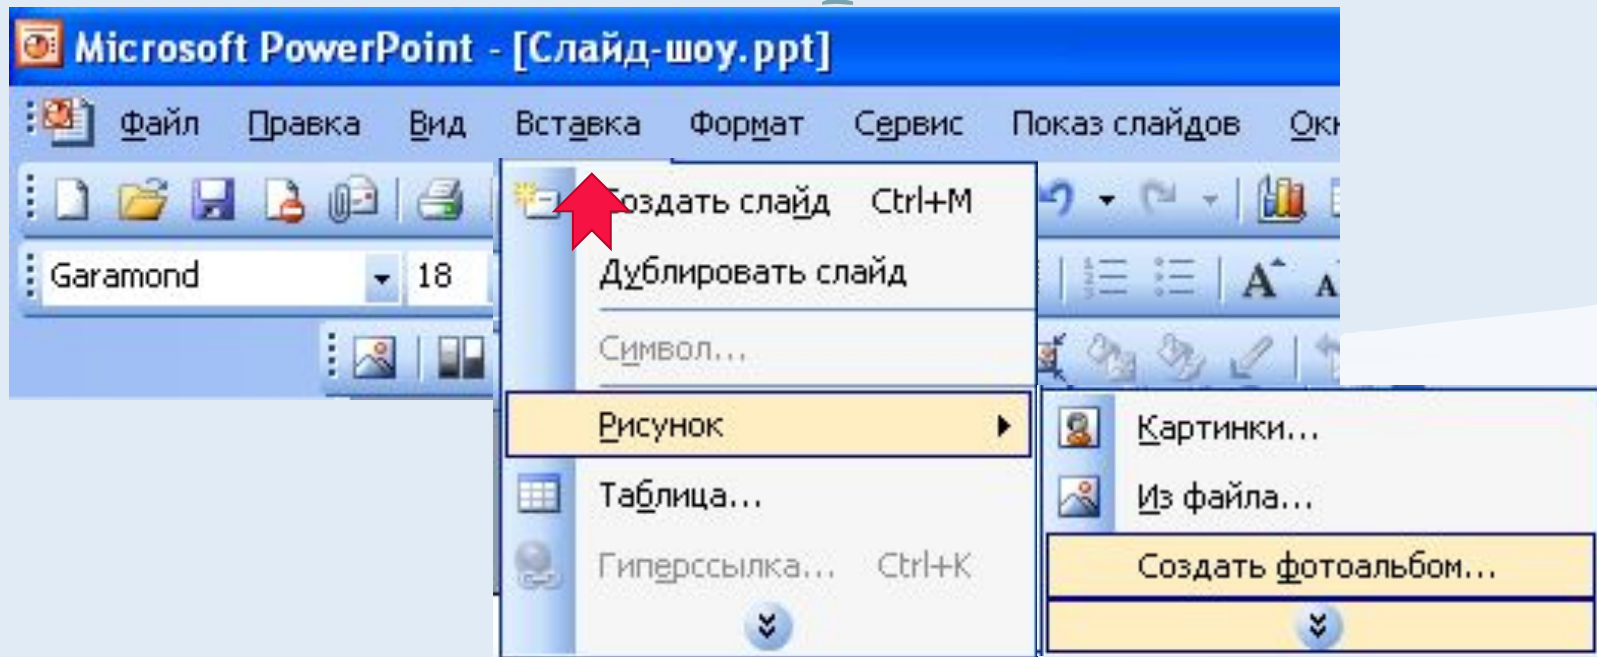 Microsoft PowerPoint - [Слайд-шоу.ppt]
Файл Правка Вид Вставка Формат Сервис Показ слайдов
Garamond 18
слайд Ctrl+M
Дублировать слайд
Символ...
Рисунок
Таблица...
Гиперссылка... Ctrl+K
Картинки...
Из файла...
Создать фотоальбом...